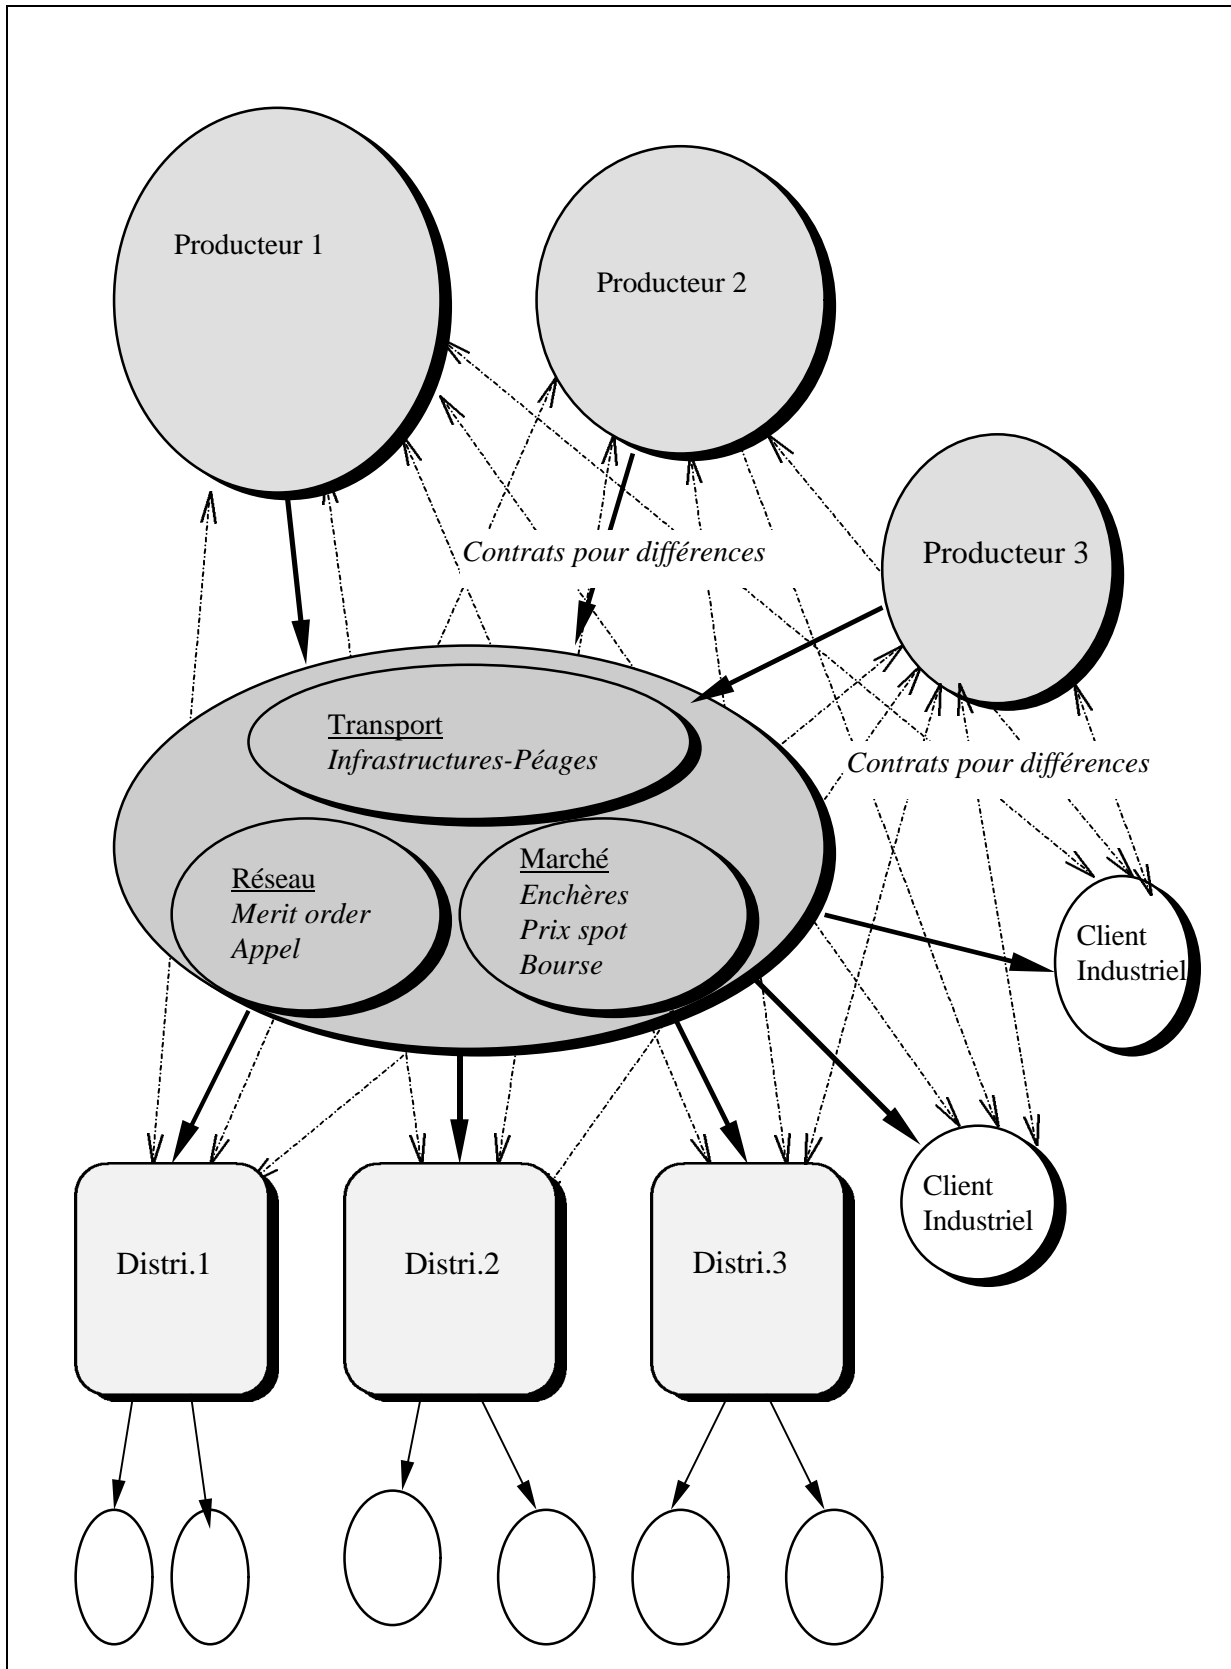 Producteur 1
Producteur 2
Contrats pour différences
Producteur 3
Transport
Infrastructures-Péages
Contrats pour différences
Réseau
Merit order
Appel
Marché
Enchères
Prix spot
Bourse
Client
Industriel
Client
Industriel
Distri.1
Distri.2
Distri.3